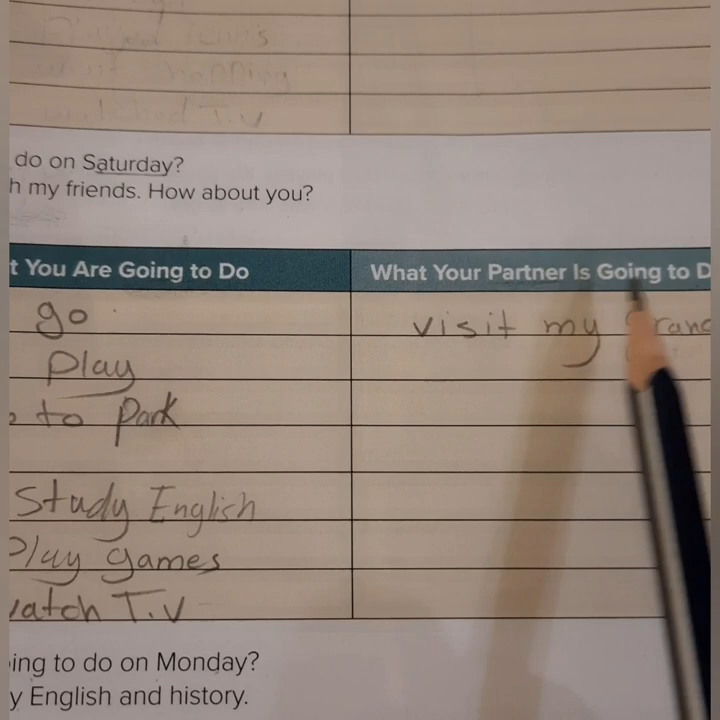 T.V
do on Saturday?
h my friends. How about you?
t You Are Going to Do What Your Partner Is Going to D
go visit my
play
to park
Study English
Play games
watch T.V
ing to do on Monday?
y English and history.